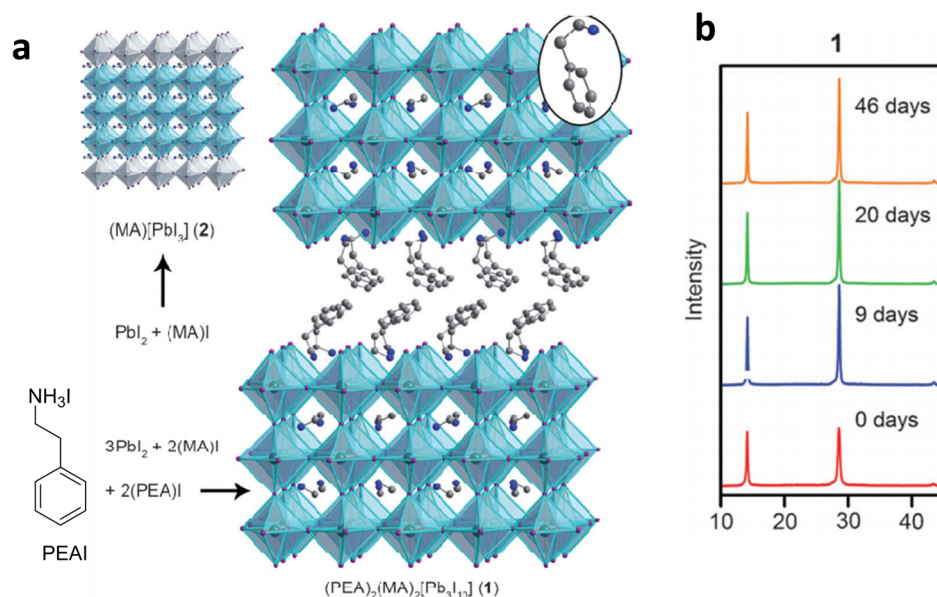 a
(MA)[PbI₃] (2)
PbI₂ + (MA)I
NH₃I
3PbI₂ + 2(MA)I
+ 2(PEA)I
PEAI
(PEA)₂(MA)₂[Pb₃I₁₀] (1)
b
1
Intensity
46 days
20 days
9 days
0 days
10 20 30 40